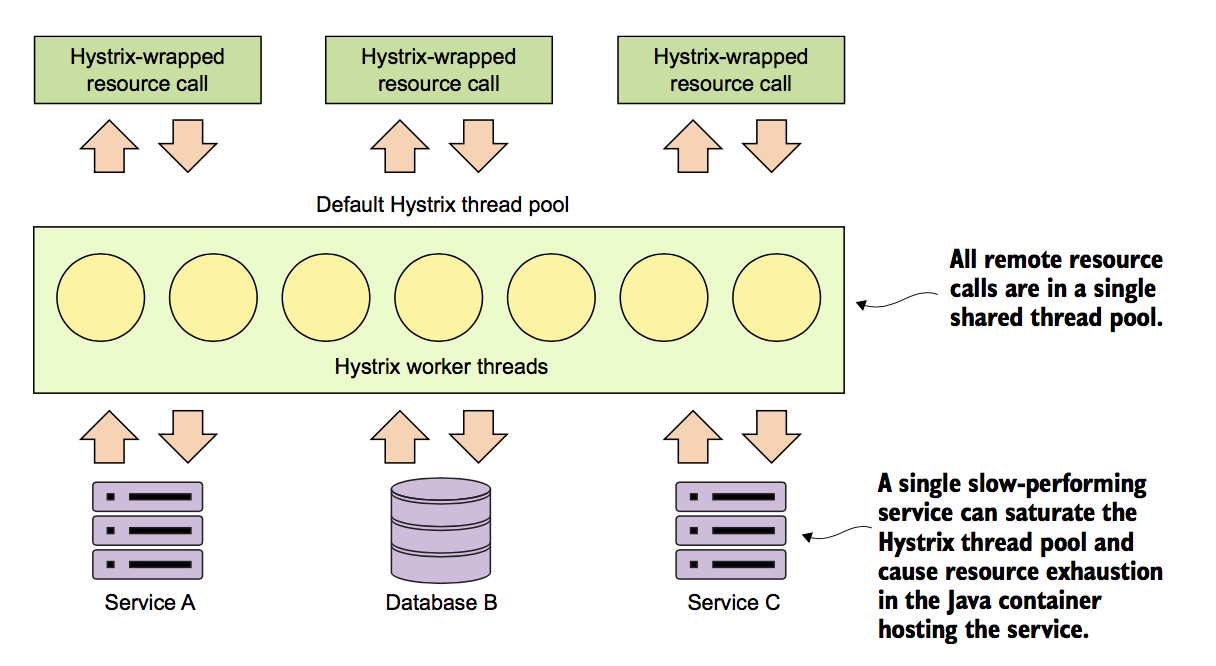 Hystrix-wrapped
resource call
Hystrix-wrapped
resource call
Hystrix-wrapped
resource call
Default Hystrix thread pool
Hystrix worker threads
All remote resource
calls are in a single
shared thread pool.
Service A
Database B
Service C
A single slow-performing
service can saturate the
Hystrix thread pool and
cause resource exhaustion
in the Java container
hosting the service.